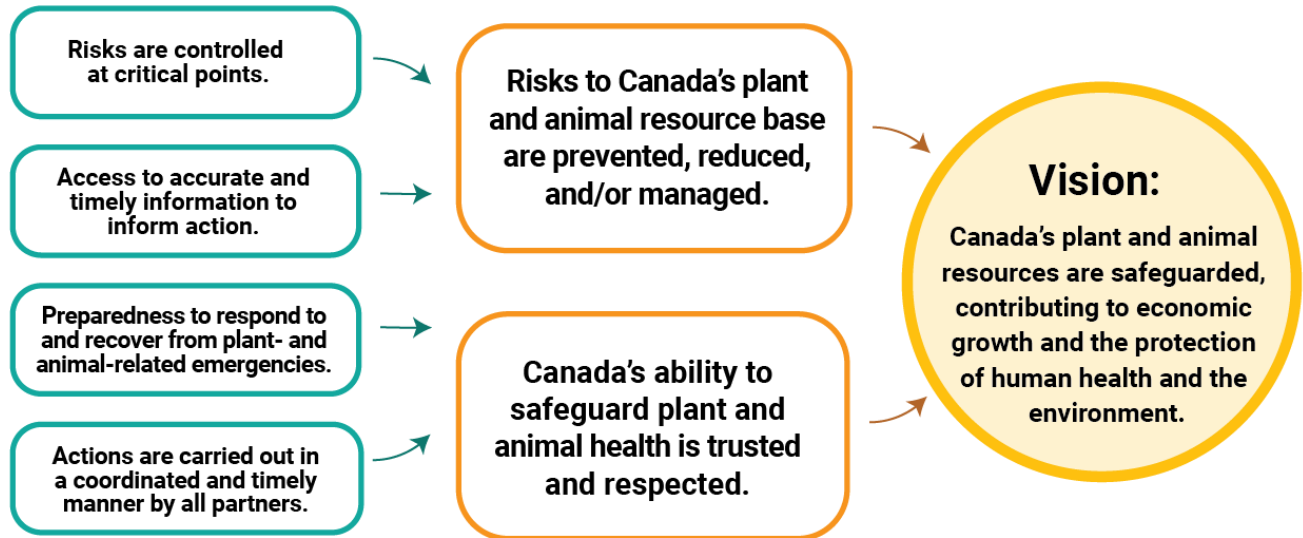 Risks are controlled
at critical points.
Access to accurate and
timely information to
inform action.
Preparedness to respond to
and recover from plant- and
animal-related emergencies.
Actions are carried out in
a coordinated and timely
manner by all partners.
Risks to Canada’s plant
and animal resource base
are prevented, reduced,
and/or managed.
Canada’s ability to
safeguard plant and
animal health is trusted
and respected.
Vision:
Canada’s plant and animal
resources are safeguarded,
contributing to economic
growth and the protection
of human health and the
environment.